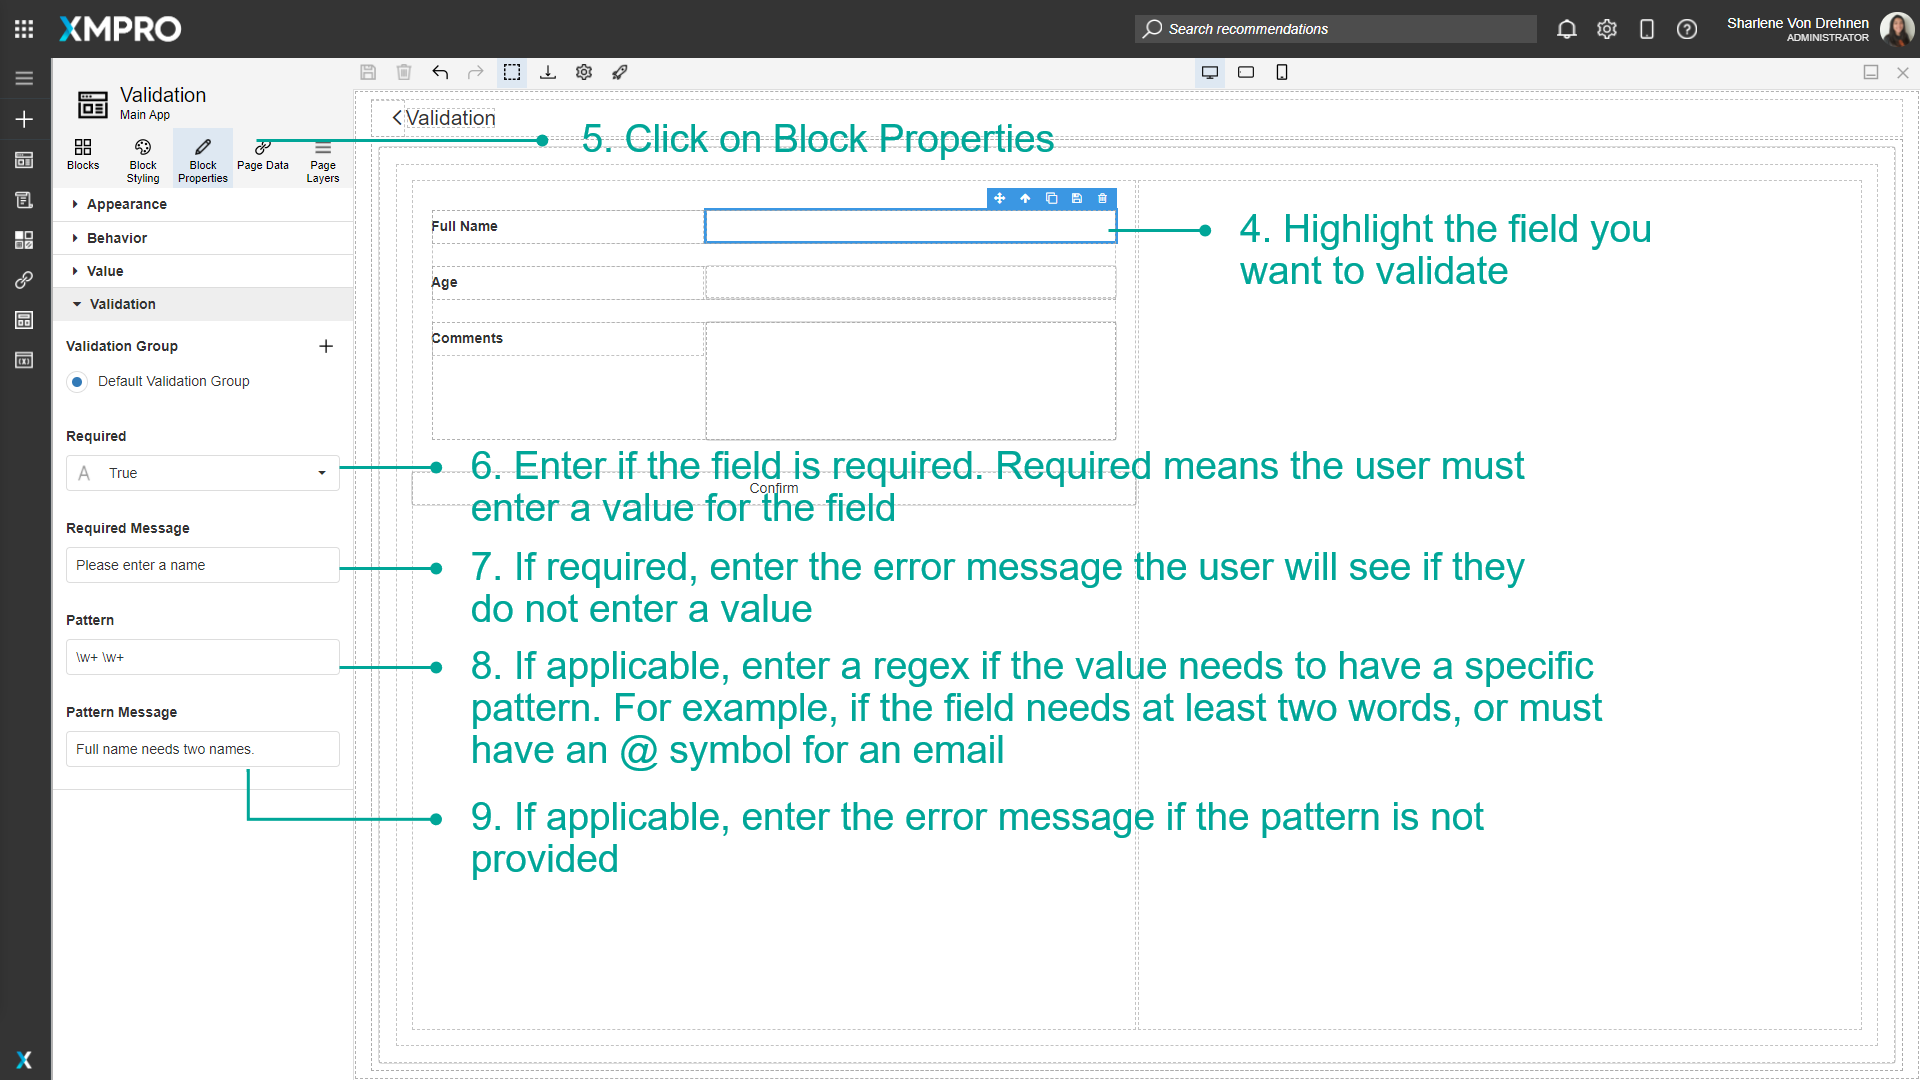 XMPRO
Search recommendations
Sharlene Von Drehnen
ADMINISTRATOR
Validation
Main App
Blocks
Block
Styling
Block
Properties
Page Data
Page
Layers
Appearance
Behavior
Value
Validation
Validation Group
Default Validation Group
Required
A True
Required Message
Please enter a name
Pattern
\w+ \w+
Pattern Message
Full name needs two names.
Validation
5. Click on Block Properties
Full Name
4. Highlight the field you
want to validate
Age
Comments
6. Enter if the field is required. Required means the user must
Confirm
enter a value for the field
7. If required, enter the error message the user will see if they
do not enter a value
8. If applicable, enter a regex if the value needs to have a specific
pattern. For example, if the field needs at least two words, or must
have an @ symbol for an email
9. If applicable, enter the error message if the pattern is not
provided
X